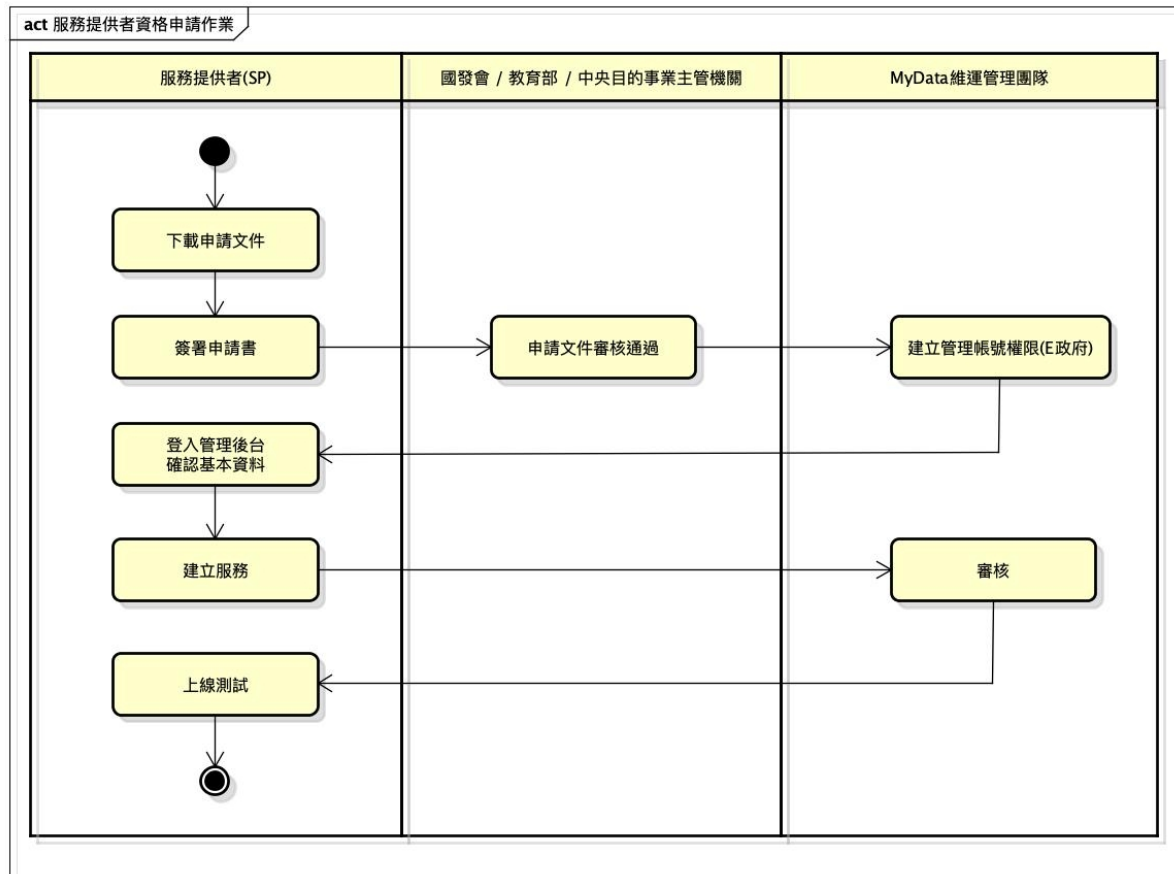 act 服務提供者資格申請作業
服務提供者(SP)
國發會 / 教育部 / 中央目的事業主管機關
MyData維運管理團隊
下載申請文件
簽署申請書
申請文件審核通過
建立管理帳號權限(E政府)
登入管理後台
確認基本資料
建立服務
審核
上線測試